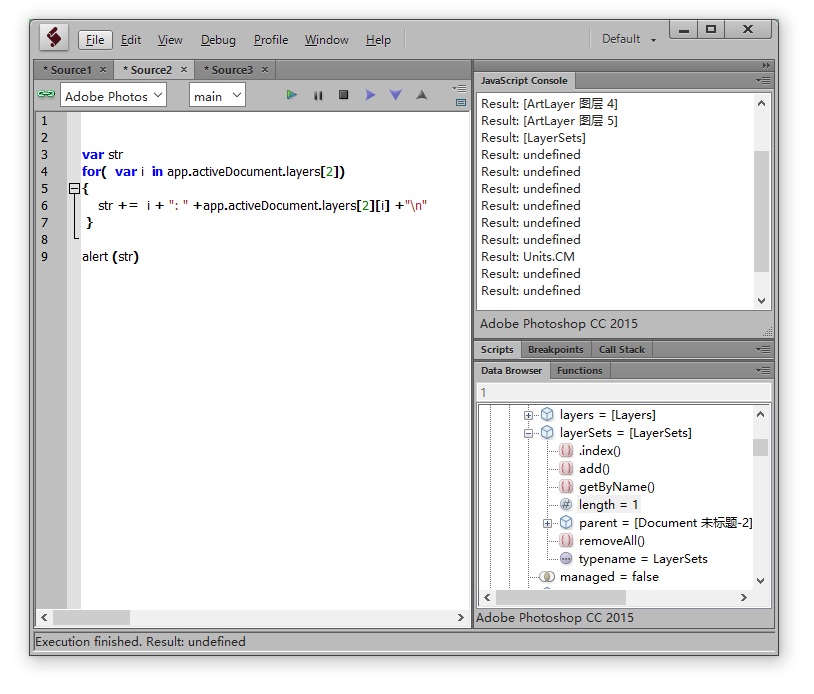 File Edit View Debug Profile Window Help Default
* Source1 × * Source2 × * Source3 ×
Adobe Photos main
1
2
3 var str
4 for( var i in app.activeDocument.layers[2])
5 {
6 str += i + ": " +app.activeDocument.layers[2][i] +"\n"
7 }
8
9 alert (str)
JavaScript Console
Result: [ArtLayer 图层 4]
Result: [ArtLayer 图层 5]
Result: [LayerSets]
Result: undefined
Result: undefined
Result: undefined
Result: undefined
Result: undefined
Result: undefined
Result: Units.CM
Result: undefined
Result: undefined
Adobe Photoshop CC 2015
Scripts Breakpoints Call Stack
Data Browser Functions
1
layers = [Layers]
layerSets = [LayerSets]
.index()
add()
getByName()
# length = 1
parent = [Document 未标题-2]
removeAll()
typename = LayerSets
managed = false
Adobe Photoshop CC 2015
Execution finished. Result: undefined